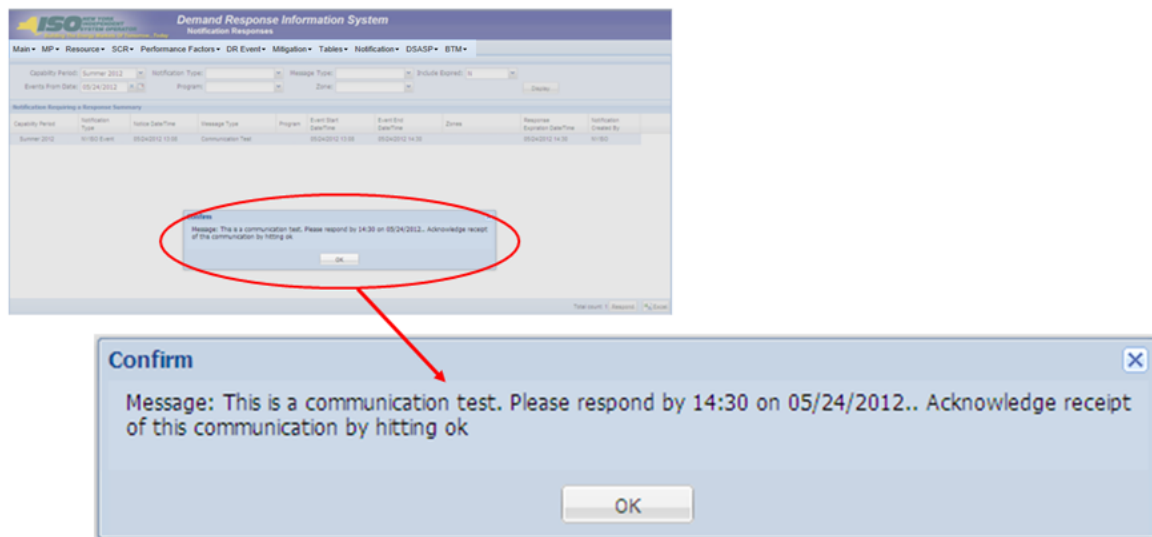 ISO NEW YORK INDEPENDENT SYSTEM OPERATOR
Demand Response Information System
Notification Responses
Main MP Resource SCR Performance Factors DR Event Mitigation Tables Notification DSASP BTM
Capability Period: Summer 2012 Notification Type: Message Type: Include Expired: N
Events From Date: 05/24/2012 Program: Zone: Display
Notification Requiring a Response Summary
Capability Period Notification Type Notice Date/Time Message Type Program Event Start Date/Time Event End Date/Time Zones Response Expiration Date/Time Notification Created By
Summer 2012 NYISO Event 05/24/2012 Communication Test 05/24/2012 05/24/2012 14:30 05/24/2012 14:30 NYISO
Confirm
Message: This is a communication test. Please respond by 14:30 on 05/24/2012.. Acknowledge receipt
of this communication by hitting ok
OK
Total count: 1 Respond Excel
Confirm
Message: This is a communication test. Please respond by 14:30 on 05/24/2012.. Acknowledge receipt
of this communication by hitting ok
OK